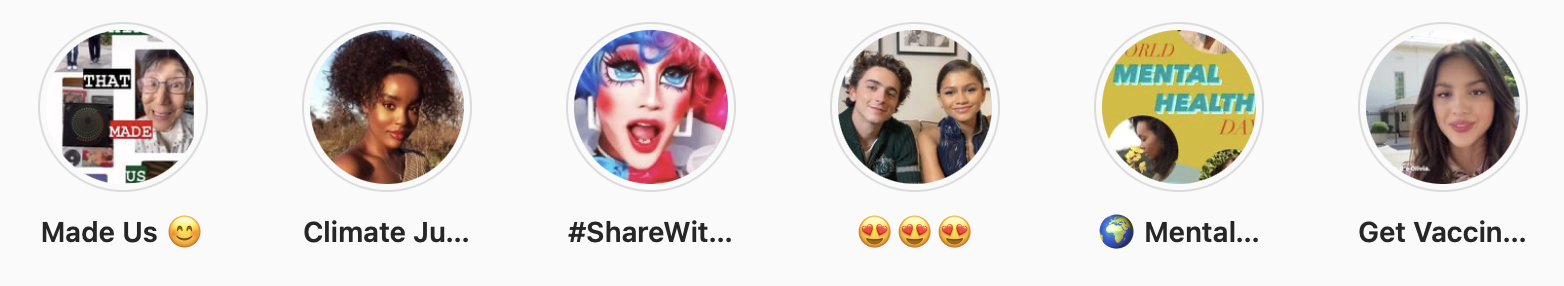 THAT
MADE
US
WORLD
MENTAL
HEALTH
DAY
Made Us 😊
Climate Ju...
#ShareWit...
😍😍😍
🌍 Mental...
Get Vaccin...